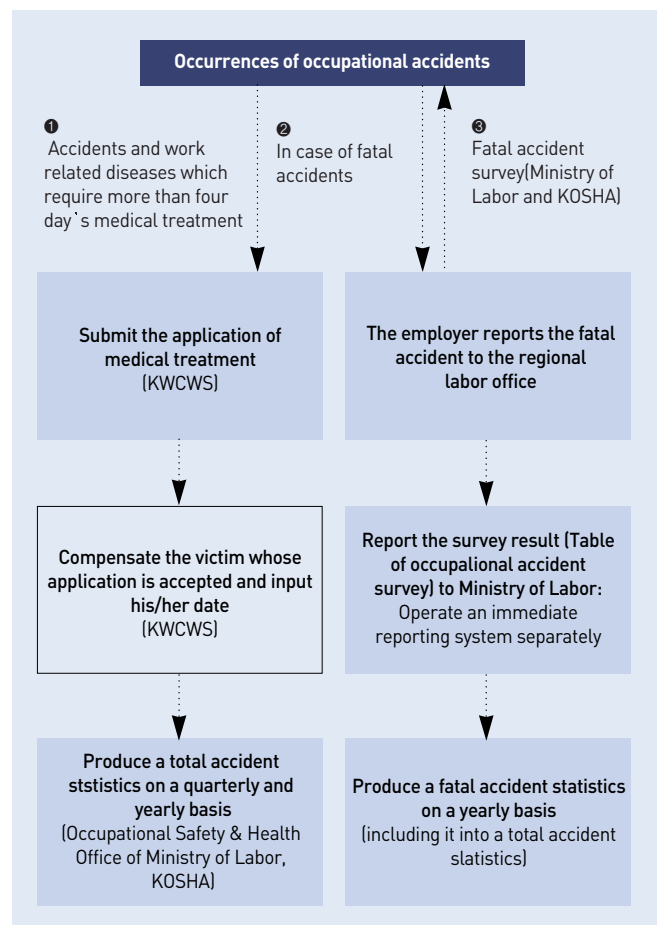 Occurrences of occupational accidents
❶
Accidents and work
related diseases which
require more than four
day`s medical treatment
❷
In case of fatal
accidents
❸
Fatal accident
survey(Ministry of
Labor and KOSHA)
Submit the application of
medical treatment
(KWCWS)
The employer reports the fatal
accident to the regional
labor office
Compensate the victim whose
application is accepted and input
his/her date
(KWCWS)
Report the survey result (Table
of occupalional accident
survey) to Ministry of Labor:
Operate an immediate
reporting system separately
Produce a total accident
ststistics on a quarterly and
yearly basis
(Occupational Safety & Health
Office of Ministry of Labor,
KOSHA)
Produce a fatal accident statistics
on a yearly basis
(including it into a total accident
slatistics)